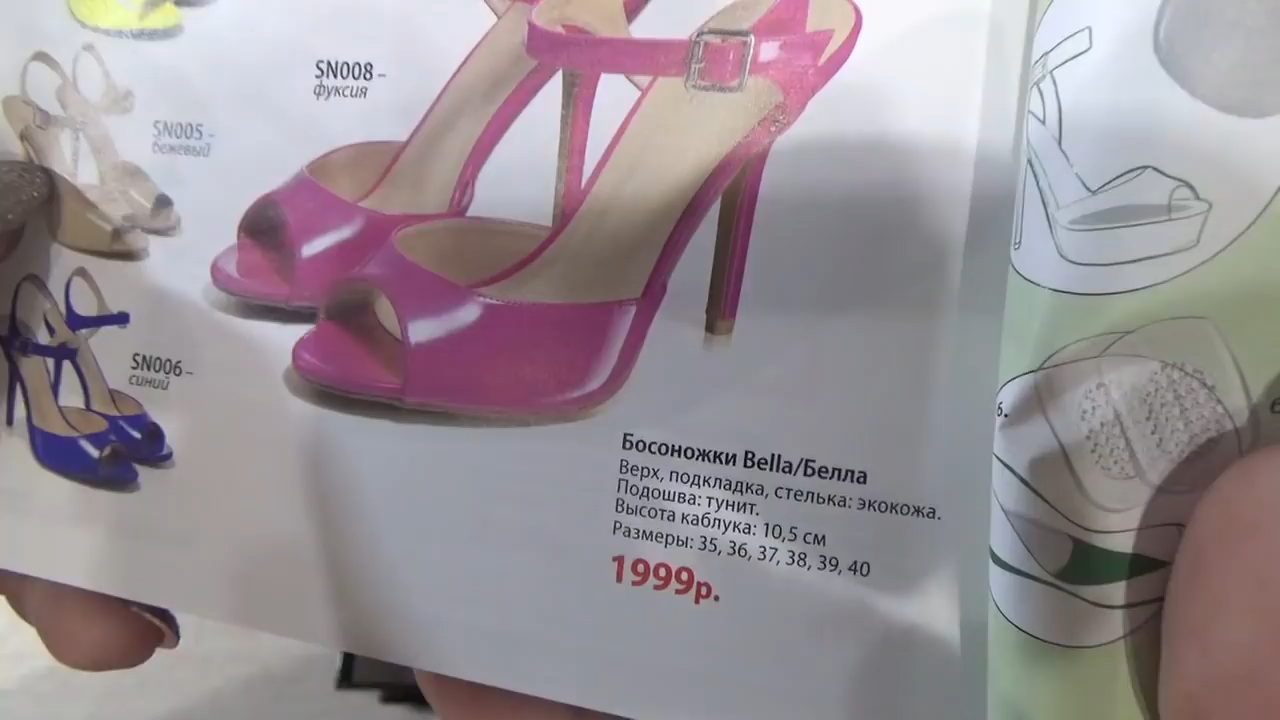 SN008 –
фуксия
SN005 -
бежевый
SN006 –
синий
Босоножки Bella/Белла
Верх, подкладка, стелька: экокожа.
Подошва: тунит.
Высота каблука: 10,5 см
Размеры: 35, 36, 37, 38, 39, 40
1999р.
6.